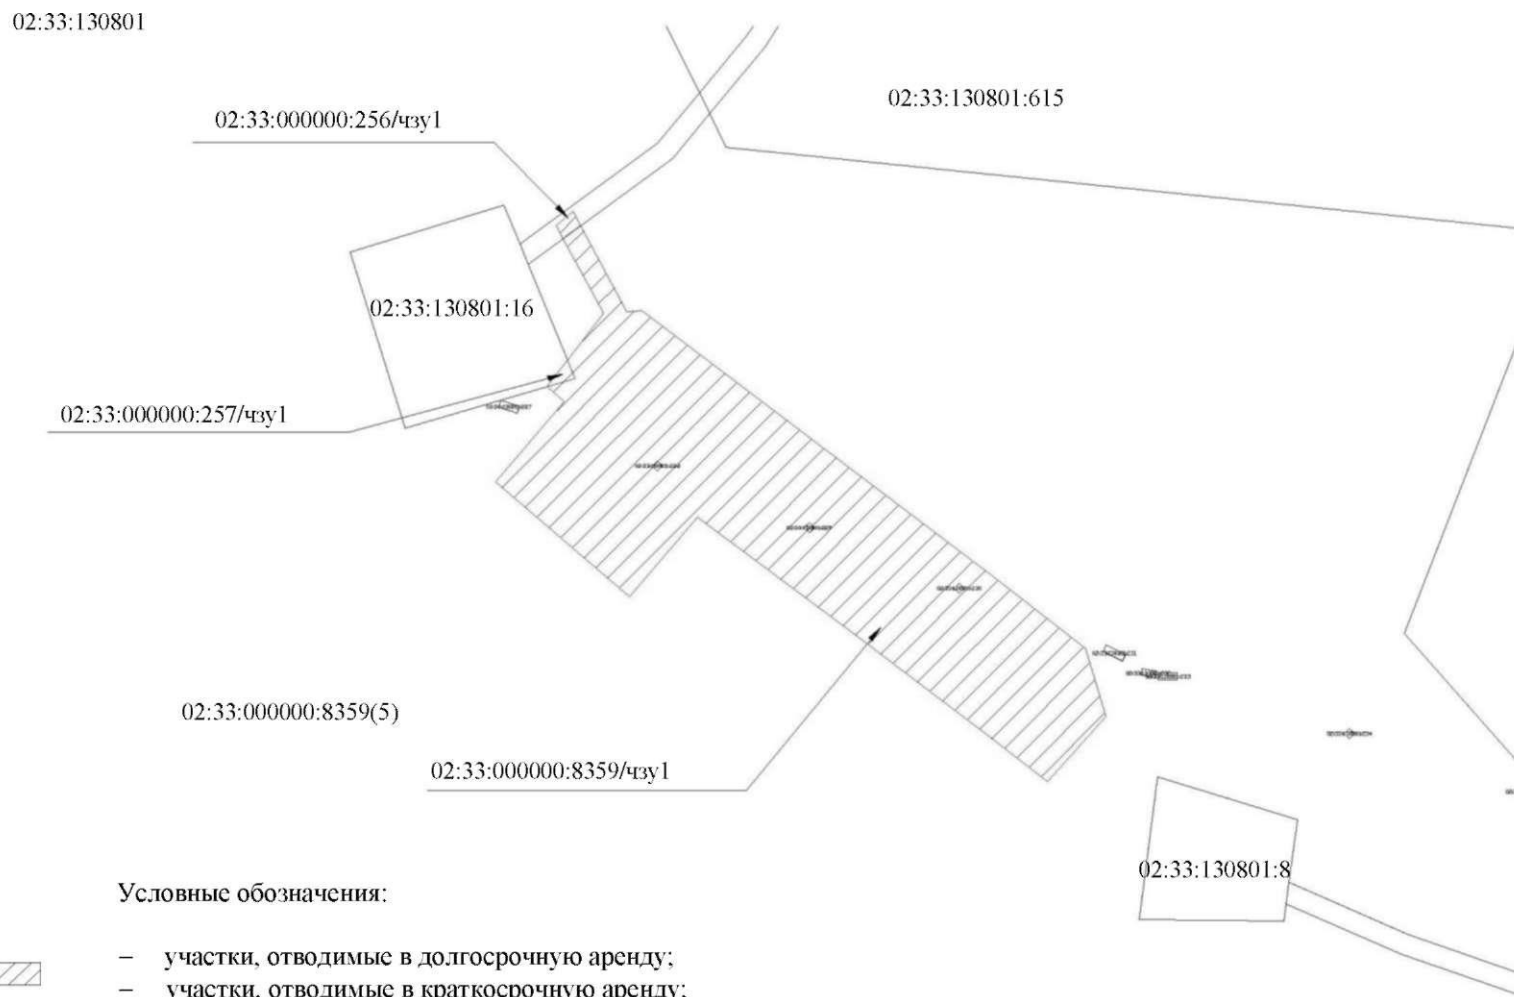 02:33:130801
02:33:130801:615
02:33:000000:256/чзу1
02:33:130801:16
02:33:000000:257/чзу1
02:33:000000:8359(5)
02:33:000000:8359/чзу1
02:33:130801:8
Условные обозначения:
– участки, отводимые в долгосрочную аренду;
– участки, отводимые в краткосрочную аренду;